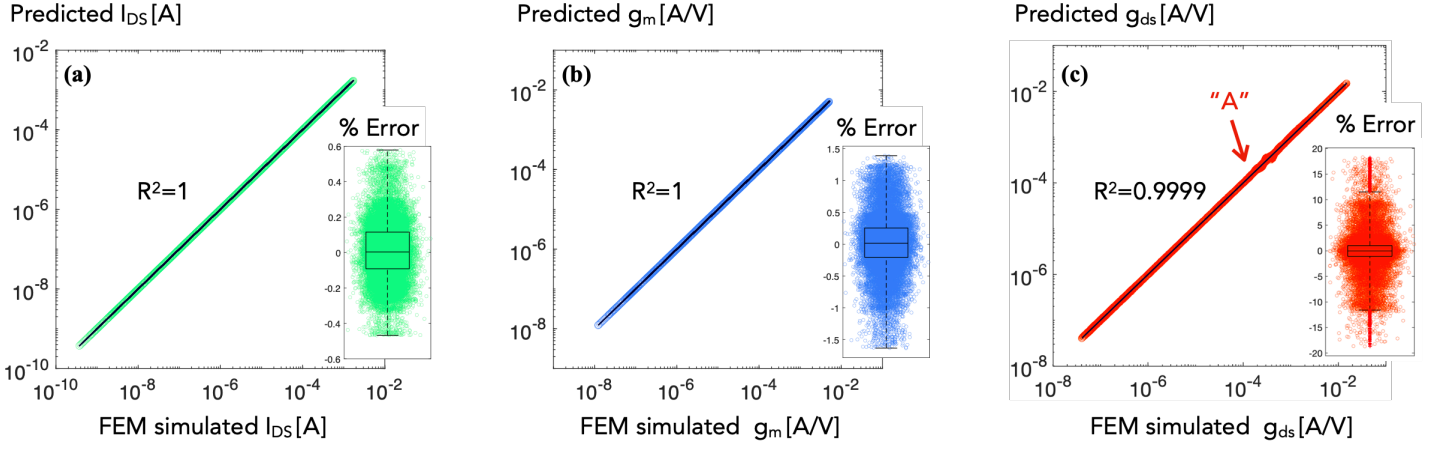 Predicted I_DS [A]
(a)
10⁻²
10⁻⁴
10⁻⁶
10⁻⁸
10⁻¹⁰
R²=1
% Error
0.6
0.4
0.2
0
-0.2
-0.4
-0.6
10⁻¹⁰ 10⁻⁸ 10⁻⁶ 10⁻⁴ 10⁻²
FEM simulated I_DS [A]
Predicted g_m [A/V]
(b)
10⁻²
10⁻⁴
10⁻⁶
10⁻⁸
R²=1
% Error
1.5
1.0
0.5
0
-0.5
-1.0
-1.5
10⁻⁸ 10⁻⁶ 10⁻⁴ 10⁻²
FEM simulated g_m [A/V]
Predicted g_ds [A/V]
(c)
10⁻²
10⁻⁴
10⁻⁶
10⁻⁸
“A”
R²=0.9999
% Error
20
15
10
5
0
-5
-10
-15
-20
10⁻⁸ 10⁻⁶ 10⁻⁴ 10⁻²
FEM simulated g_ds [A/V]